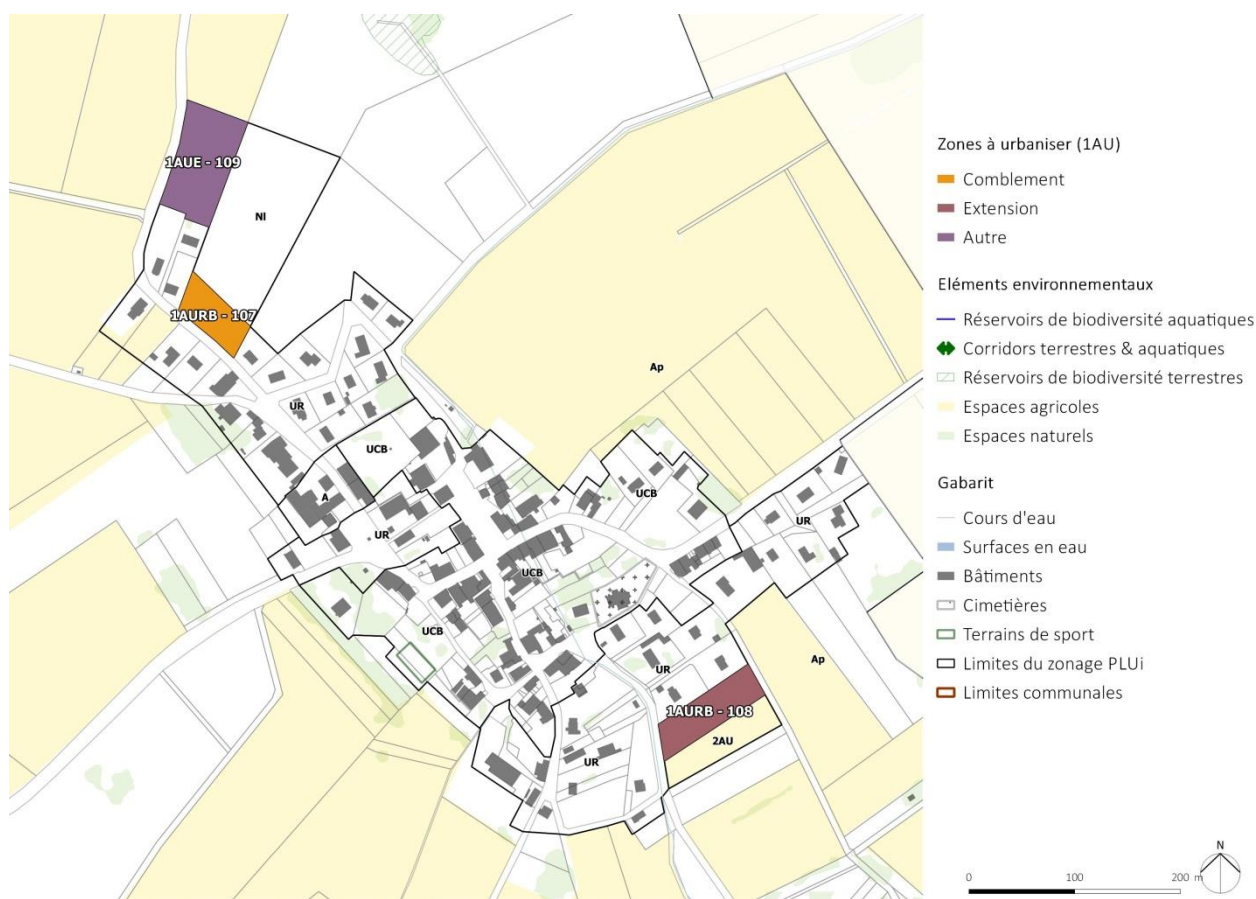 1AUE - 109
NI
1AURB - 107
Ap
UR
UCB
UCB
A
UR
UR
UCB
UCB
UR
Ap
1AURB - 108
2AU
UR
Zones à urbaniser (1AU)
Comblement
Extension
Autre
Eléments environnementaux
Réservoirs de biodiversité aquatiques
Corridors terrestres & aquatiques
Réservoirs de biodiversité terrestres
Espaces agricoles
Espaces naturels
Gabarit
Cours d'eau
Surfaces en eau
Bâtiments
Cimetières
Terrains de sport
Limites du zonage PLUi
Limites communales
N
0 100 200 m